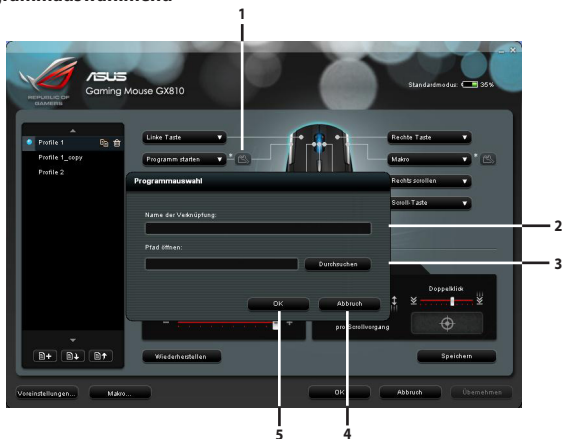 1
REPUBLIC OF
GAMERS
ASUS
Gaming Mouse GX810
Standardmodus: 35%
Profile 1
Profile 1_copy
Profile 2
Linke Taste
Programm starten
Rechte Taste
Makro
Rechts scrollen
Scroll-Taste
Programmauswahl
Name der Verknüpfung:
2
Pfad öffnen:
Durchsuchen
3
OK
Abbruch
Doppelklick
pro Scrollvorgang
Wiederherstellen
Speichern
Voreinstellungen...
Makro...
OK
Abbruch
Übernehmen
5
4